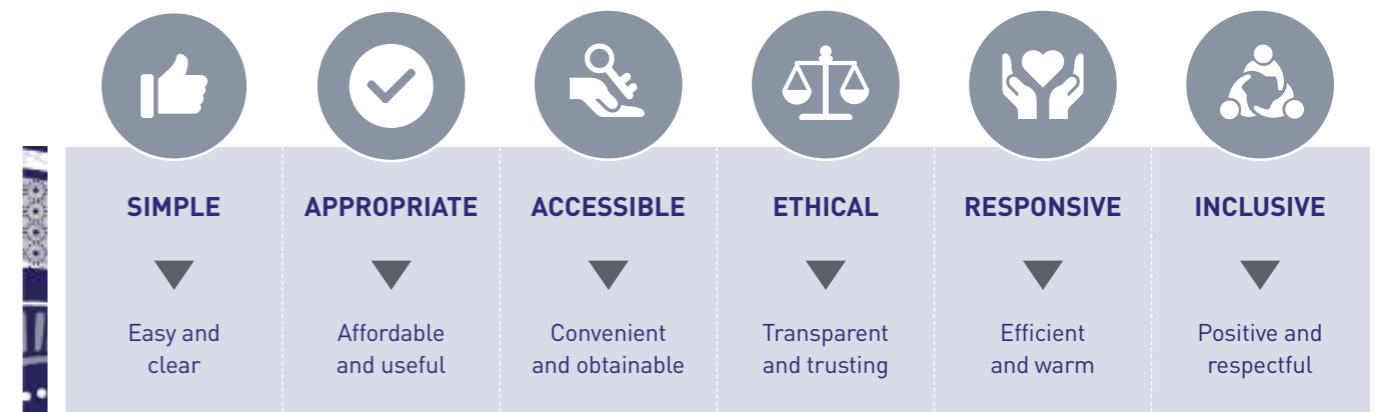 SIMPLE
Easy and
clear
APPROPRIATE
Affordable
and useful
ACCESSIBLE
Convenient
and obtainable
ETHICAL
Transparent
and trusting
RESPONSIVE
Efficient
and warm
INCLUSIVE
Positive and
respectful